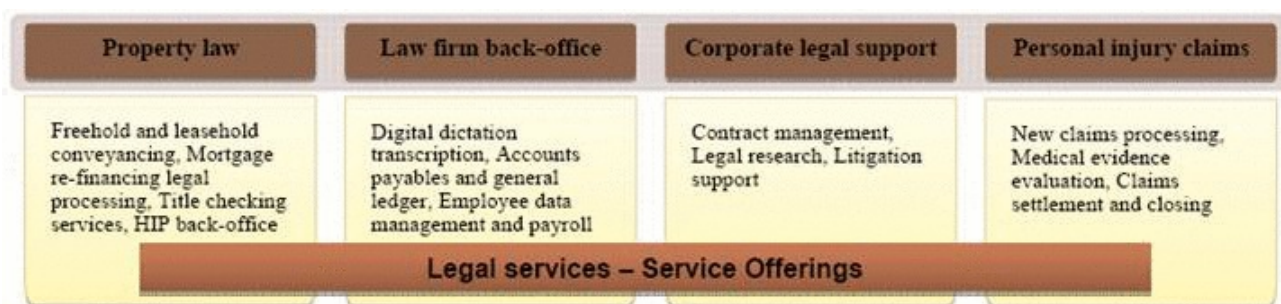 Property law
Freehold and leasehold
conveyancing, Mortgage
re-financing legal
processing, Title checking
services, HIP back-office
Law firm back-office
Digital dictation
transcription, Accounts
payables and general
ledger, Employee data
management and payroll
Corporate legal support
Contract management,
Legal research, Litigation
support
Personal injury claims
New claims processing,
Medical evidence
evaluation, Claims
settlement and closing
Legal services – Service Offerings